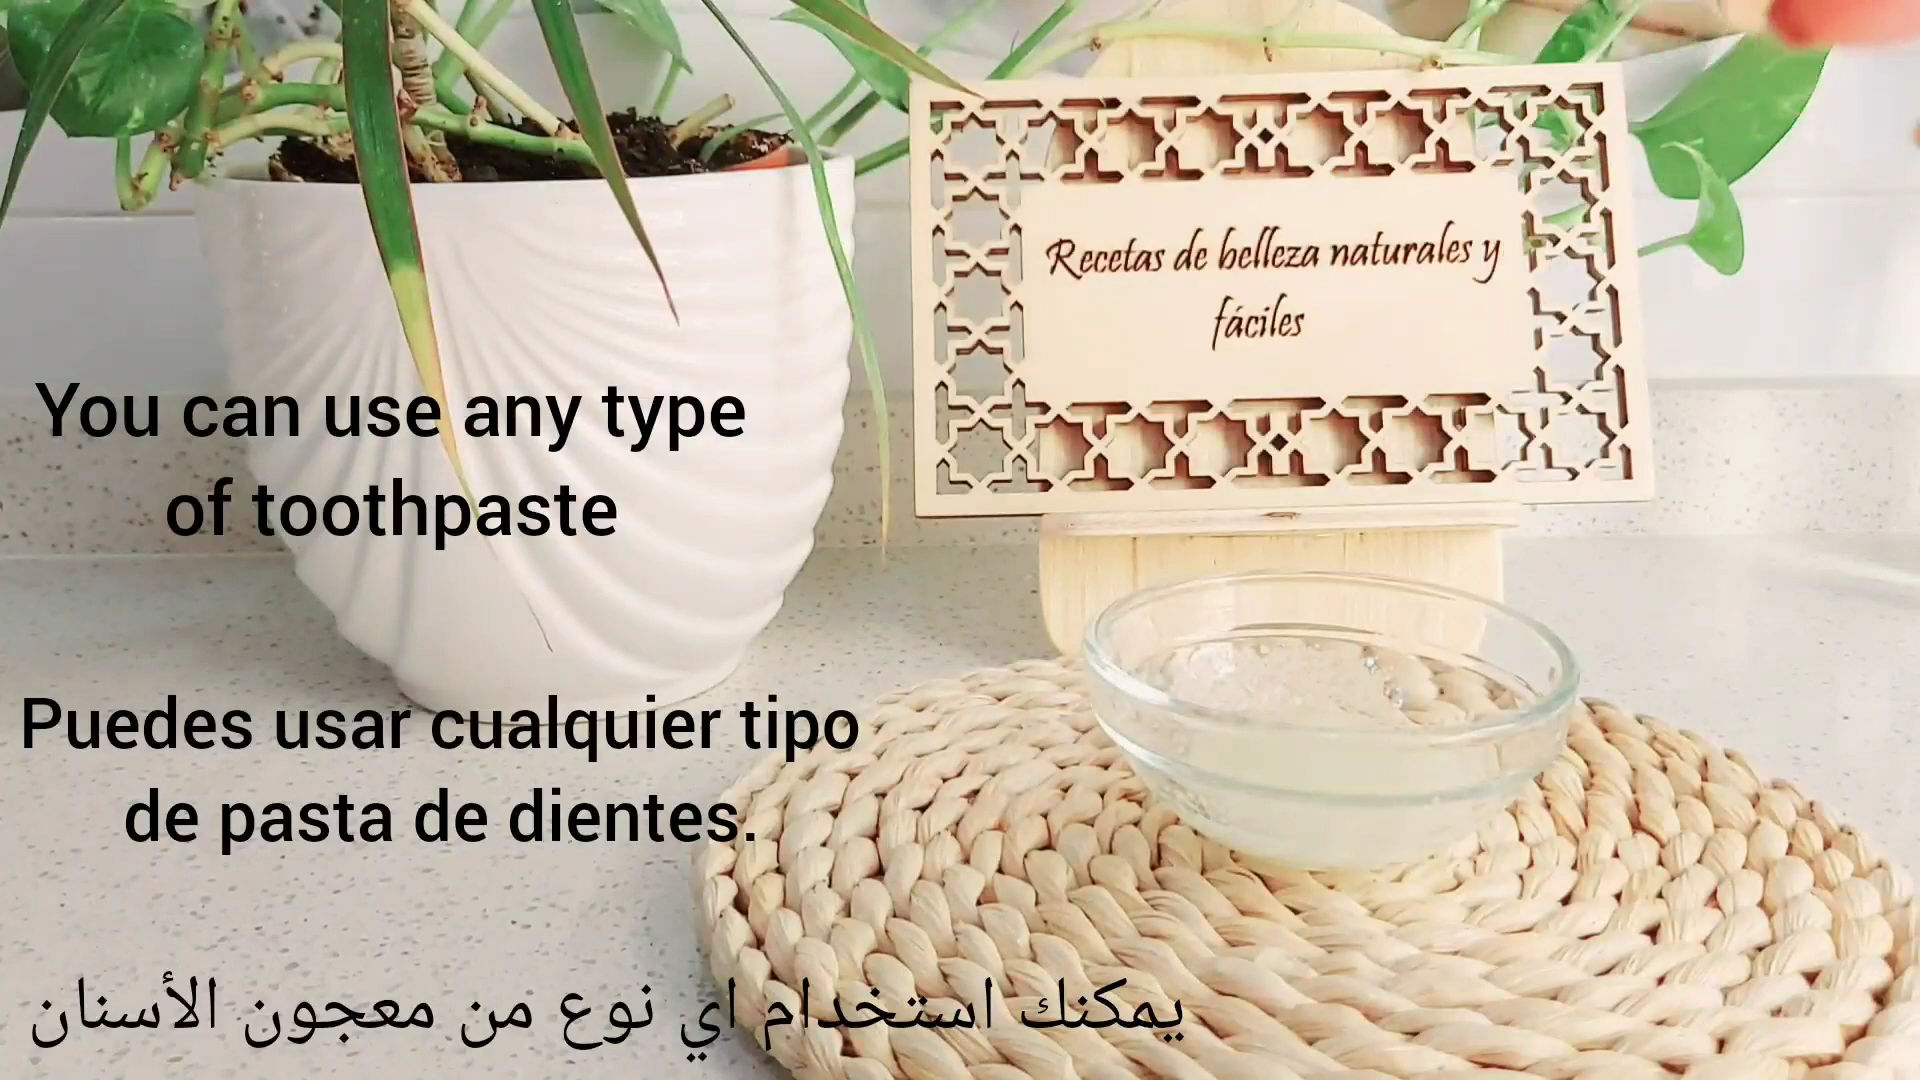 Recetas de belleza naturales y
fáciles
You can use any type
of toothpaste
Puedes usar cualquier tipo
de pasta de dientes.
يمكنك استخدام اي نوع من معجون الأسنان